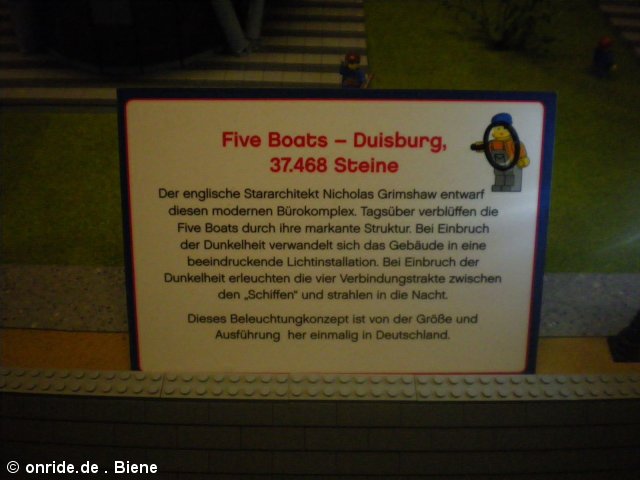 Five Boats – Duisburg,
37.468 Steine
Der englische Stararchitekt Nicholas Grimshaw entwarf
diesen modernen Bürokomplex. Tagsüber verblüffen die
Five Boats durch ihre markante Struktur. Bei Einbruch
der Dunkelheit verwandelt sich das Gebäude in eine
beeindruckende Lichtinstallation. Bei Einbruch der
Dunkelheit erleuchten die vier Verbindungstrakte zwischen
den „Schiffen" und strahlen in die Nacht.
Dieses Beleuchtungkonzept ist von der Größe und
Ausführung her einmalig in Deutschland.
© onride.de . Biene